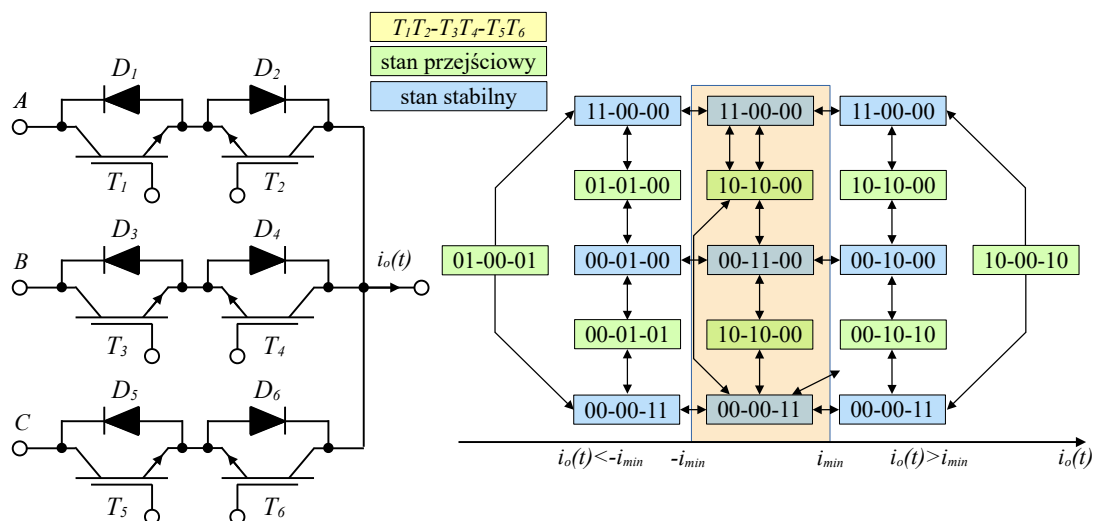 T1T2-T3T4-T5T6
stan przejściowy
stan stabilny
A
D1
D2
T1
T2
B
D3
D4
io(t)
T3
T4
C
D5
D6
T5
T6
11-00-00
11-00-00
11-00-00
01-01-00
10-10-00
10-10-00
01-00-01
00-01-00
00-11-00
00-10-00
10-00-10
00-01-01
10-10-00
00-10-10
00-00-11
00-00-11
00-00-11
io(t)<-imin
-imin
imin
io(t)>imin
io(t)